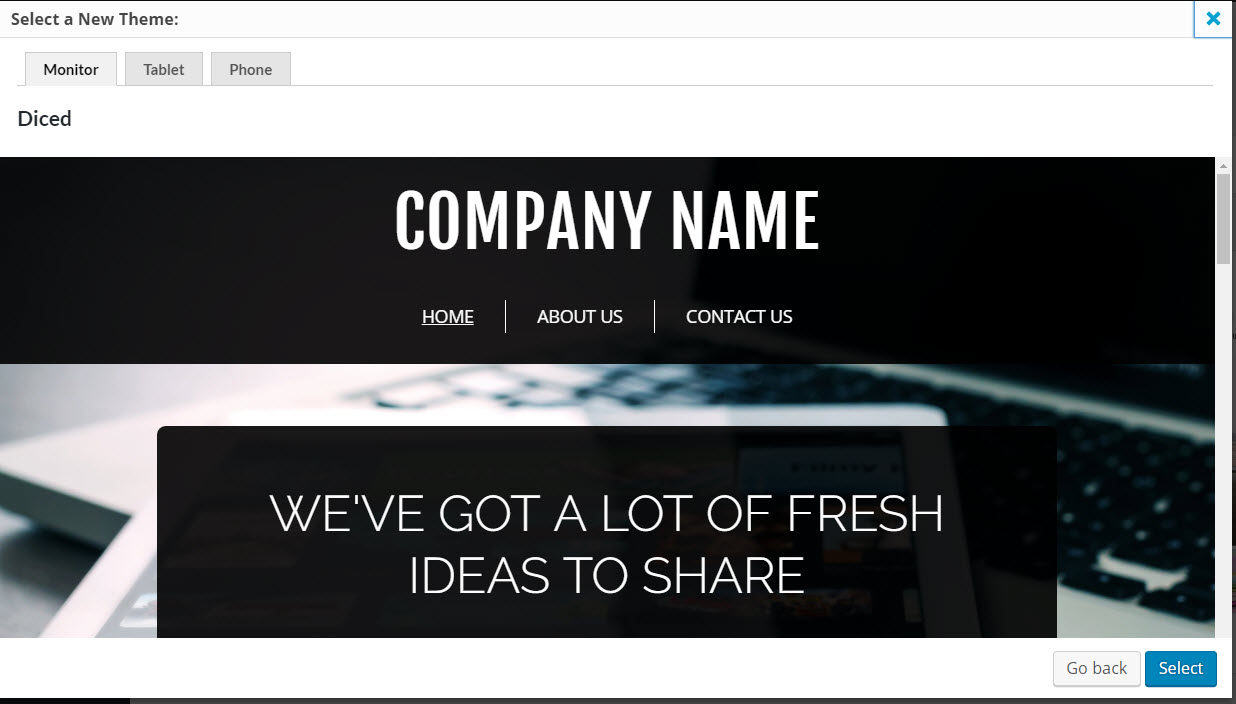 Select a New Theme:
Monitor
Tablet
Phone
Diced
COMPANY NAME
HOME
ABOUT US
CONTACT US
WE'VE GOT A LOT OF FRESH
IDEAS TO SHARE
Go back
Select